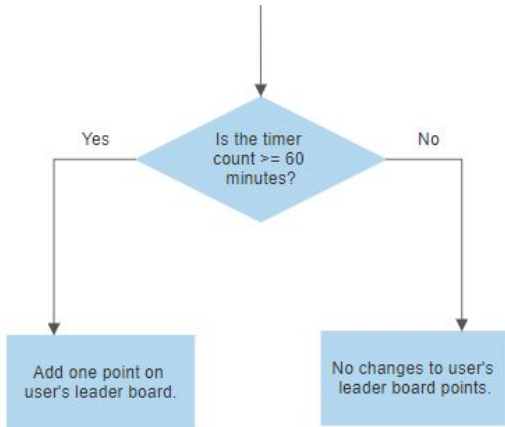 Yes
Is the timer
count >= 60
minutes?
No
Add one point on
user's leader board.
No changes to user's
leader board points.